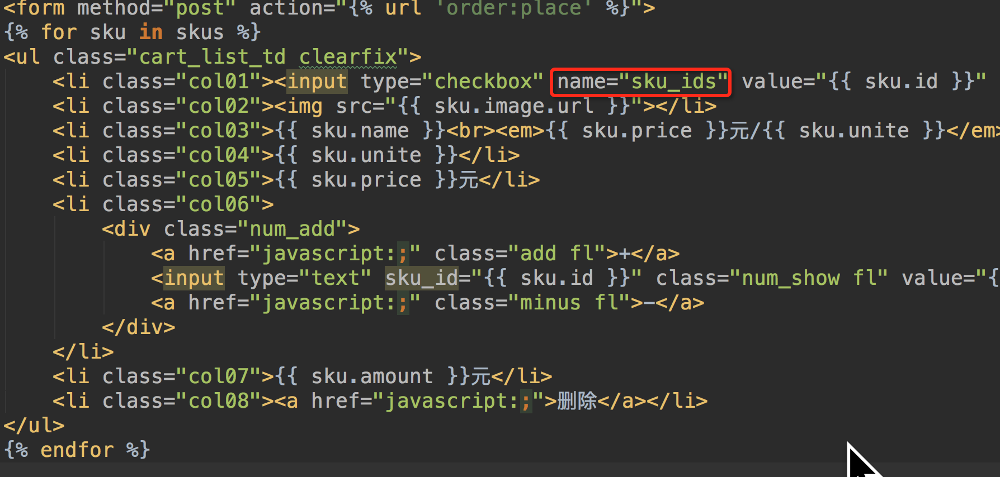 <form method="post" action="{% url 'order:place' %}">
{% for sku in skus %}
<ul class="cart_list_td clearfix">
    <li class="col01"><input type="checkbox" name="sku_ids" value="{{ sku.id }}"
    <li class="col02"><img src="{{ sku.image.url }}"></li>
    <li class="col03">{{ sku.name }}<br><em>{{ sku.price }}元/{{ sku.unite }}</em>
    <li class="col04">{{ sku.unite }}</li>
    <li class="col05">{{ sku.price }}元</li>
    <li class="col06">
        <div class="num_add">
            <a href="javascript:;" class="add fl">+</a>
            <input type="text" sku_id="{{ sku.id }}" class="num_show fl" value="{
            <a href="javascript:;" class="minus fl">-</a>
        </div>
    </li>
    <li class="col07">{{ sku.amount }}元</li>
    <li class="col08"><a href="javascript:;">删除</a></li>
</ul>
{% endfor %}